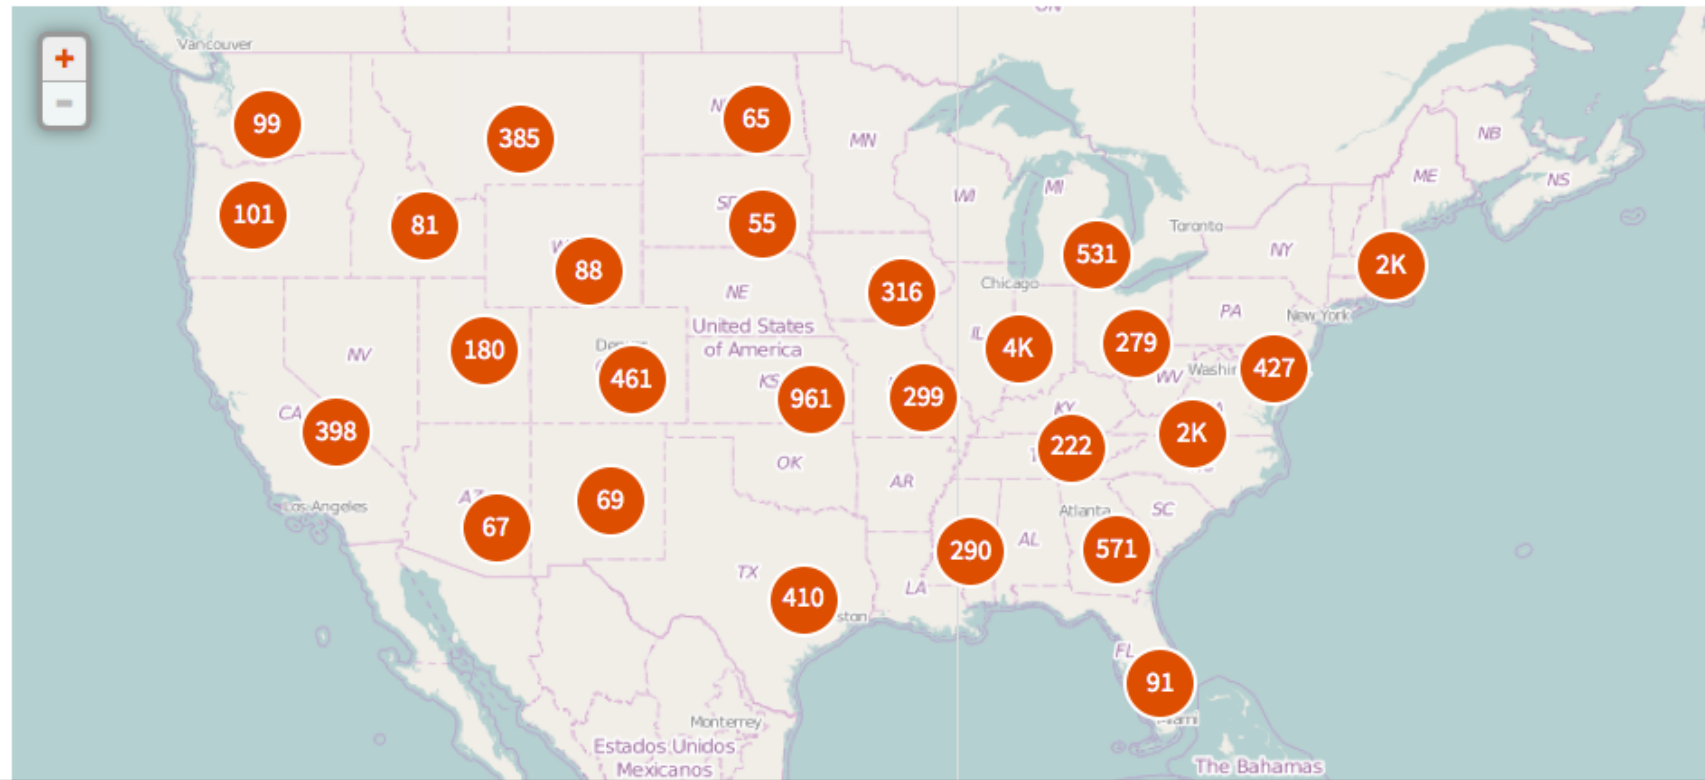 ON
Vancouver
+
−
99
385
65
MN
NB
101
81
55
WI
MI
ME
NS
Toronto
88
316
531
NY
2K
NE
Chicago
PA
New York
United States
of America
NV
180
461
KS
961
299
IL
4K
279
WV
427
CA
398
KY
222
2K
OK
AR
Los Angeles
69
67
Atlanta
SC
290
AL
571
TX
410
LA
FL
91
Monterrey
Estados Unidos
Mexicanos
The Bahamas